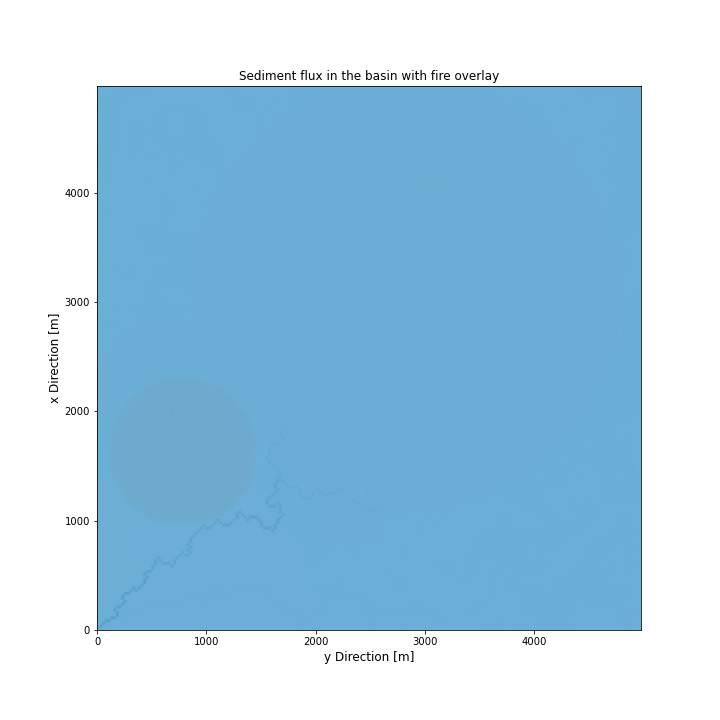 Sediment flux in the basin with fire overlay
4000
3000
2000
1000
0
x Direction [m]
0 1000 2000 3000 4000
y Direction [m]